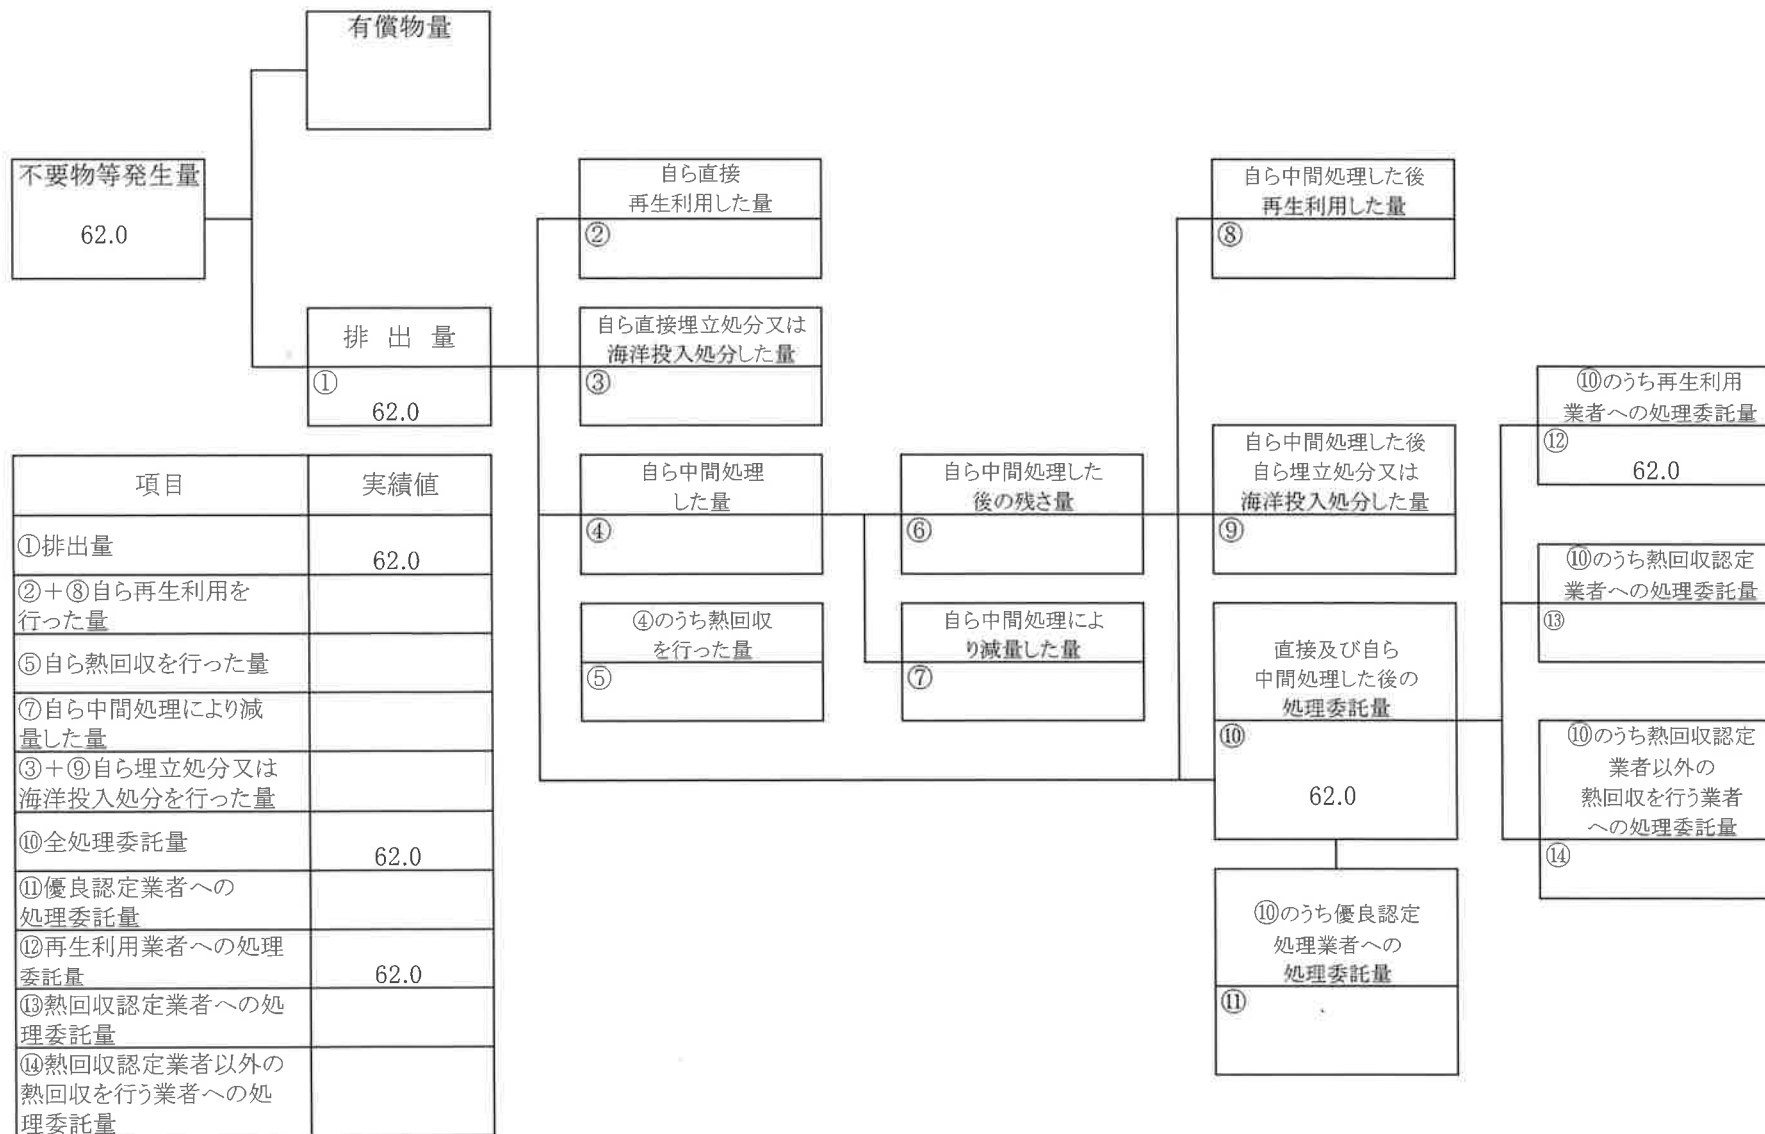 有償物量
不要物等発生量
62.0
排 出 量
①
62.0
自ら直接
再生利用した量
②
自ら直接埋立処分又は
海洋投入処分した量
③
自ら中間処理
した量
④
④のうち熱回収
を行った量
⑤
自ら中間処理した
後の残さ量
⑥
自ら中間処理によ
り減量した量
⑦
自ら中間処理した後
再生利用した量
⑧
自ら中間処理した後
自ら埋立処分又は
海洋投入処分した量
⑨
直接及び自ら
中間処理した後の
処理委託量
⑩
62.0
⑩のうち優良認定
処理業者への
処理委託量
⑪
⑩のうち再生利用
業者への処理委託量
⑫
62.0
⑩のうち熱回収認定
業者への処理委託量
⑬
⑩のうち熱回収認定
業者以外の
熱回収を行う業者
への処理委託量
⑭
項目 実績値
①排出量 62.0
②＋⑧自ら再生利用を
行った量
⑤自ら熱回収を行った量
⑦自ら中間処理により減
量した量
③＋⑨自ら埋立処分又は
海洋投入処分を行った量
⑩全処理委託量 62.0
⑪優良認定業者への
処理委託量
⑫再生利用業者への処理
委託量 62.0
⑬熱回収認定業者への処
理委託量
⑭熱回収認定業者以外の
熱回収を行う業者への処
理委託量